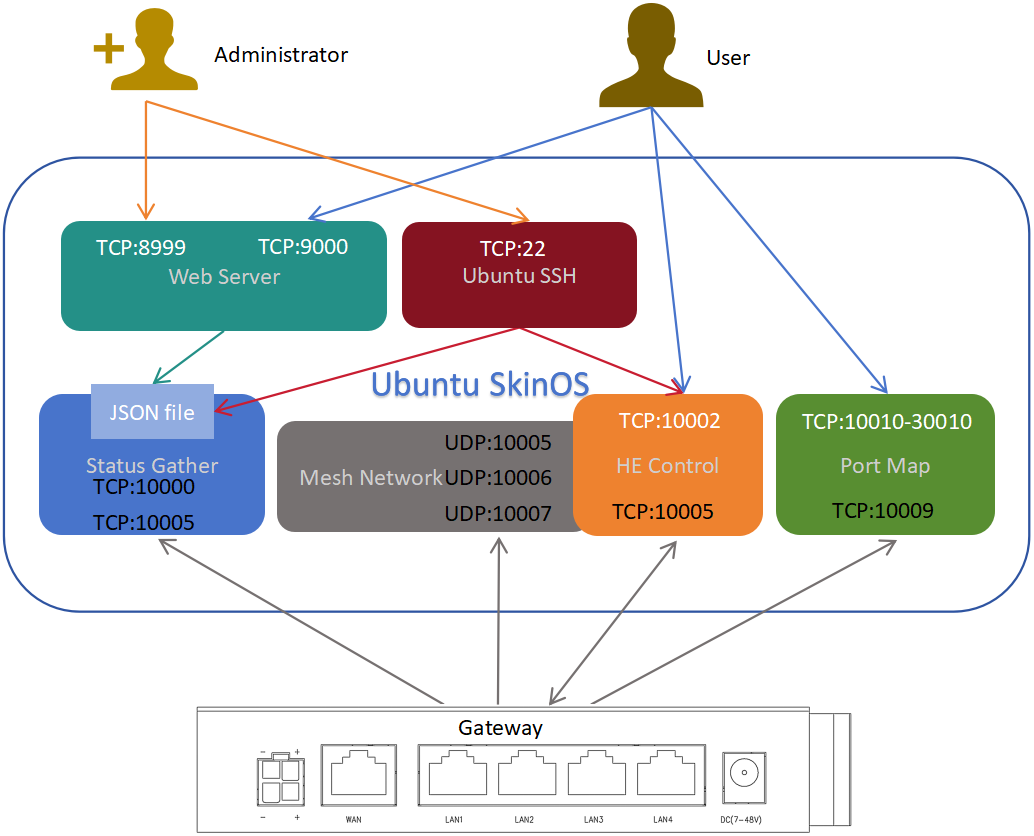 Administrator
User
TCP:8999
TCP:9000
Web Server
TCP:22
Ubuntu SSH
Ubuntu SkinOS
JSON file
Status Gather
TCP:10000
TCP:10005
Mesh Network
UDP:10005
UDP:10006
UDP:10007
TCP:10002
HE Control
TCP:10005
TCP:10010-30010
Port Map
TCP:10009
Gateway
- +
- +
WAN
LAN1
LAN2
LAN3
LAN4
DC(7-48V)